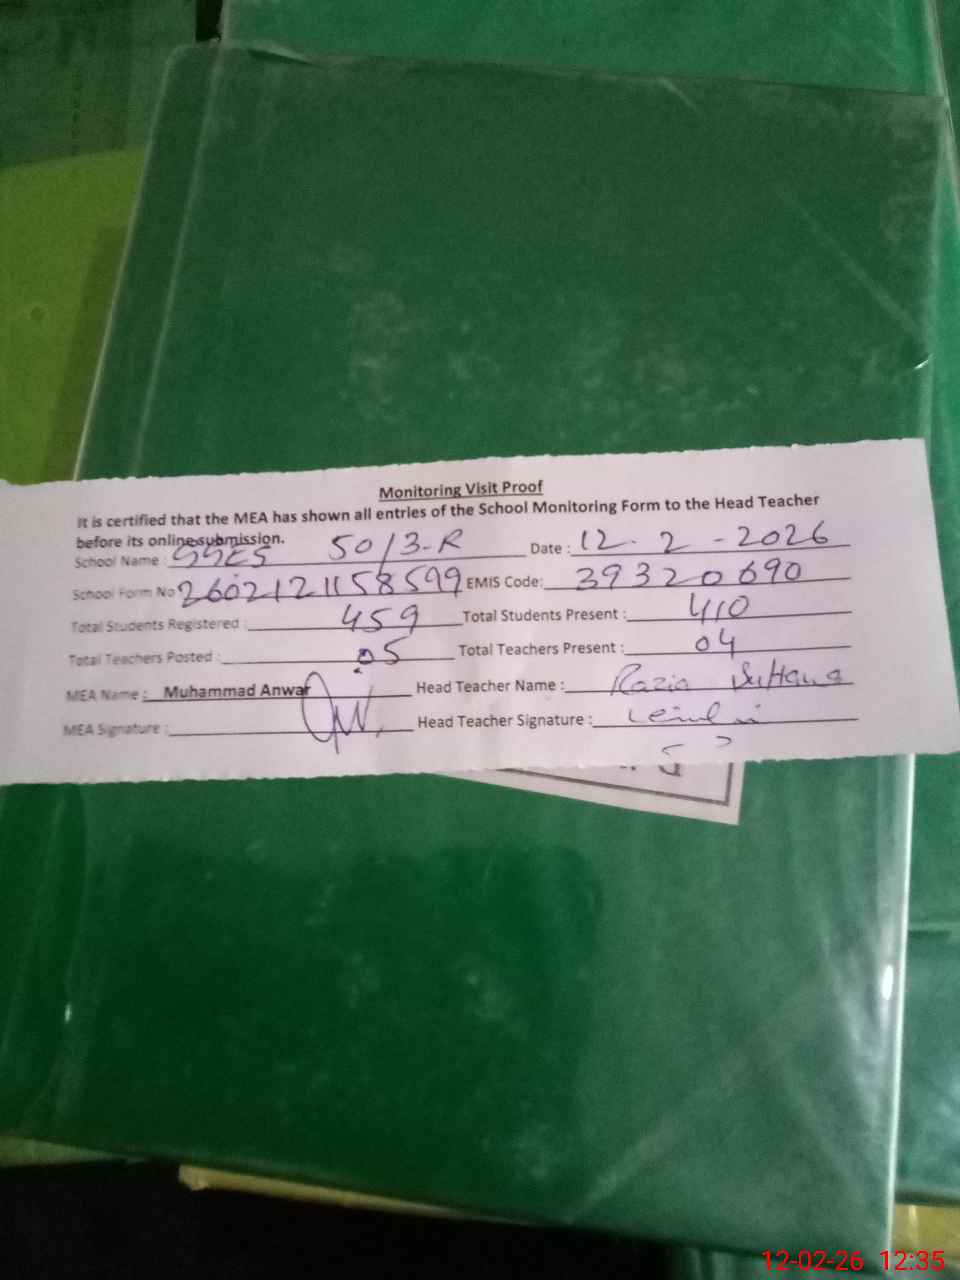 Monitoring Visit Proof
It is certified that the MEA has shown all entries of the School Monitoring Form to the Head Teacher
before its online submission.
School Name : GGES 50/3-R Date : 12-2-2026
School Form No 2602121158599 EMIS Code: 39320690
Total Students Registered : 459 Total Students Present : 410
Total Teachers Posted : 05 Total Teachers Present : 04
MEA Name : Muhammad Anwar Head Teacher Name : Razia Sultana
MEA Signature : Head Teacher Signature :
12-02-26 12:35